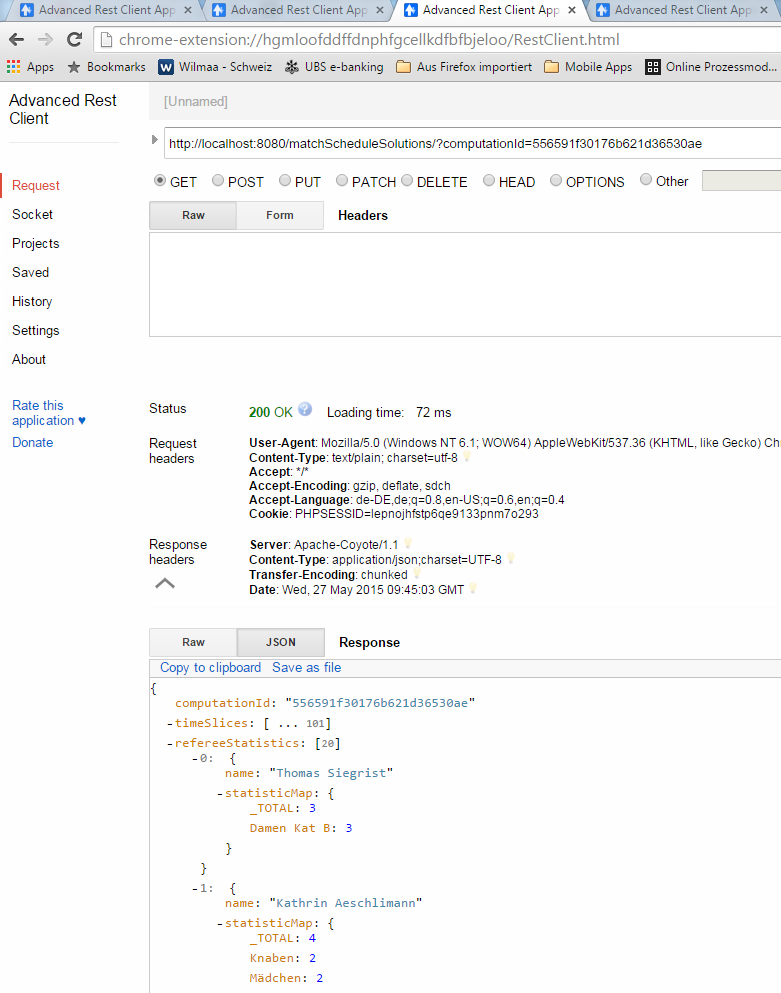 Advanced Rest Client App Advanced Rest Client App Advanced Rest Client App Advanced Rest Client App
chrome-extension://hgmloofddffdnphfgcellkdfbfbjeloo/RestClient.html
Apps Bookmarks Wilmaa - Schweiz UBS e-banking Aus Firefox importiert Mobile Apps Online Prozessmod...
Advanced Rest
Client
[Unnamed]
http://localhost:8080/matchScheduleSolutions/?computationId=556591f30176b621d36530ae
GET POST PUT PATCH DELETE HEAD OPTIONS Other
Raw Form Headers
Request
Socket
Projects
Saved
History
Settings
About
Rate this
application ♥
Donate
Status 200 OK ? Loading time: 72 ms
Request
headers
User-Agent: Mozilla/5.0 (Windows NT 6.1; WOW64) AppleWebKit/537.36 (KHTML, like Gecko) Ch
Content-Type: text/plain; charset=utf-8
Accept: */*
Accept-Encoding: gzip, deflate, sdch
Accept-Language: de-DE,de;q=0.8,en-US;q=0.6,en;q=0.4
Cookie: PHPSESSID=lepnojhfstp6qe9133pnm7o293
Response
headers
Server: Apache-Coyote/1.1
Content-Type: application/json;charset=UTF-8
Transfer-Encoding: chunked
Date: Wed, 27 May 2015 09:45:03 GMT
Raw JSON Response
Copy to clipboard Save as file
{
computationId: "556591f30176b621d36530ae"
-timeSlices: [ ... 101]
-refereeStatistics: [20]
-0: {
name: "Thomas Siegrist"
-statisticMap: {
_TOTAL: 3
Damen Kat B: 3
}
}
-1: {
name: "Kathrin Aeschlimann"
-statisticMap: {
_TOTAL: 4
Knaben: 2
Mädchen: 2